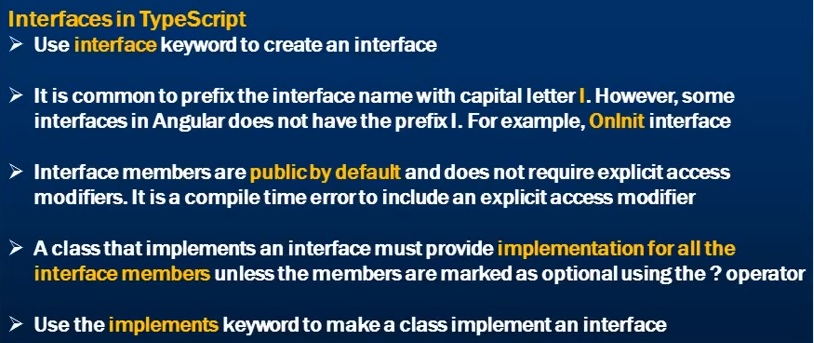 Interfaces in TypeScript
➢ Use interface keyword to create an interface
➢ It is common to prefix the interface name with capital letter I. However, some
interfaces in Angular does not have the prefix I. For example, OnInit interface
➢ Interface members are public by default and does not require explicit access
modifiers. It is a compile time error to include an explicit access modifier
➢ A class that implements an interface must provide implementation for all the
interface members unless the members are marked as optional using the ? operator
➢ Use the implements keyword to make a class implement an interface